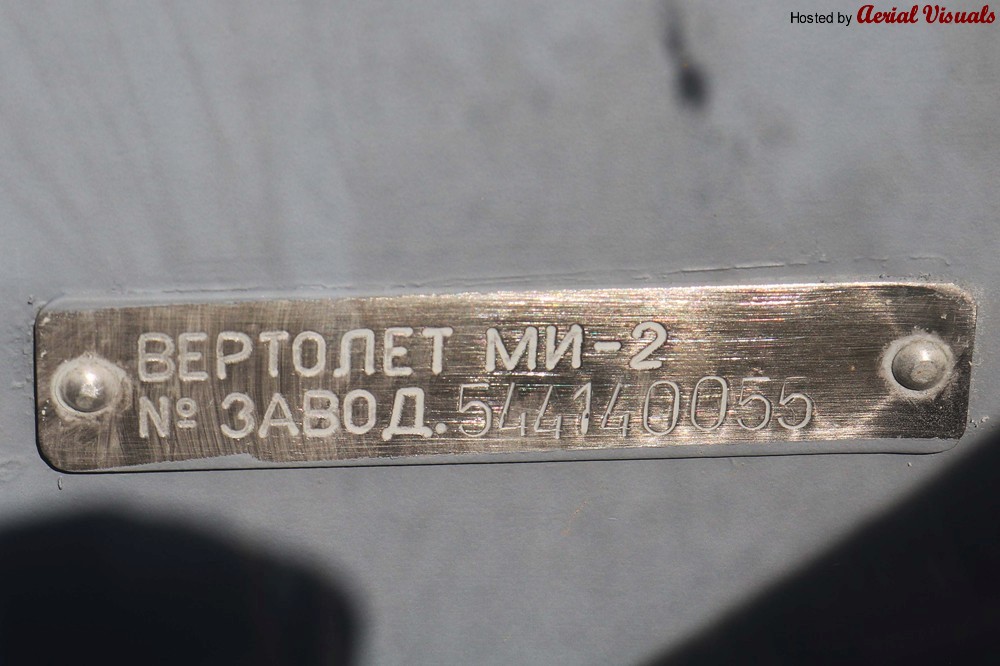 Hosted by Aerial Visuals
ВЕРТОЛЕТ МИ-2
№ ЗАВОД. 544140055